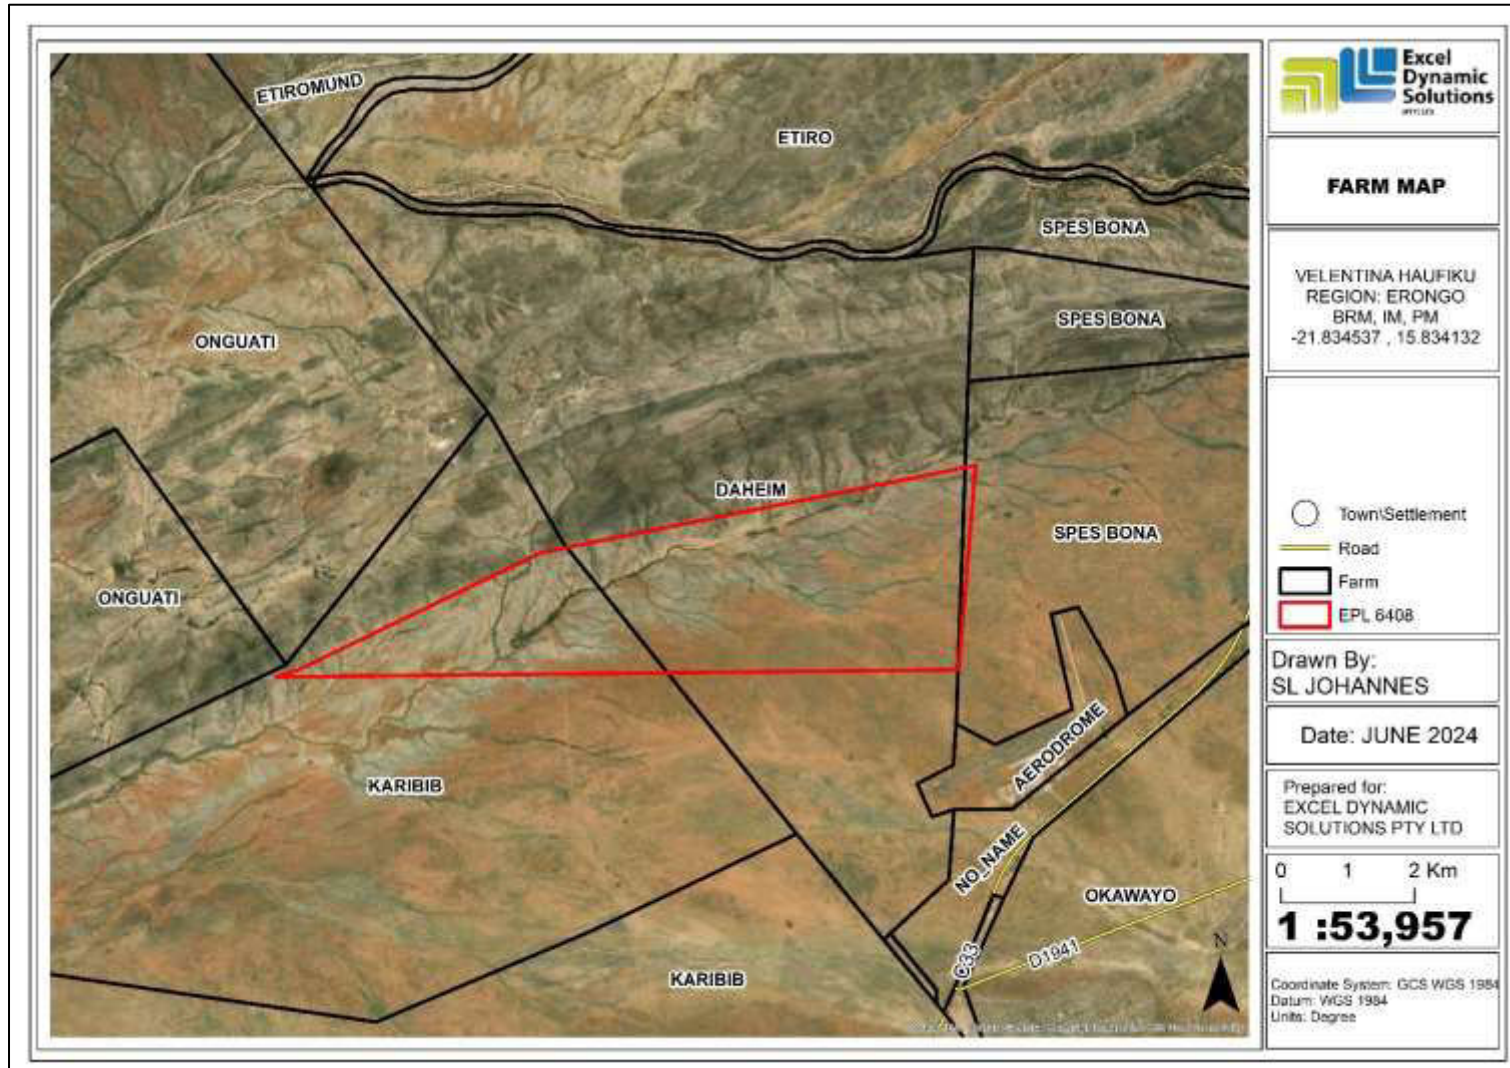 ETIROMUND
ETIRO
SPES BONA
SPES BONA
ONGUATI
DAHEIM
SPES BONA
ONGUATI
AERODROME
KARIBIB
NO_NAME
OKAWAYO
C33
D1941
KARIBIB
N
Excel
Dynamic
Solutions
FARM MAP
VELENTINA HAUFIKU
REGION: ERONGO
BRM, IM, PM
-21.834537 , 15.834132
Town\Settlement
Road
Farm
EPL 6408
Drawn By:
SL JOHANNES
Date: JUNE 2024
Prepared for:
EXCEL DYNAMIC
SOLUTIONS PTY LTD
0 1 2 Km
1 :53,957
Coordinate System: GCS WGS 1984
Datum: WGS 1984
Units: Degree